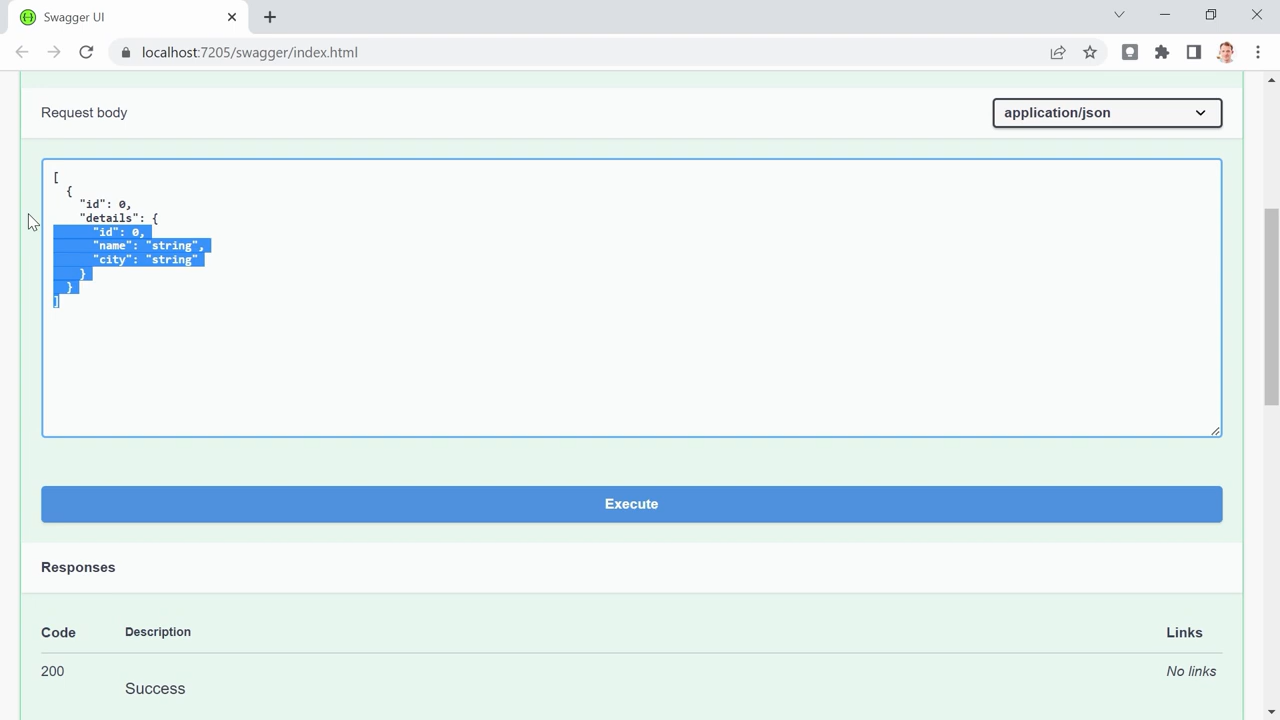 Swagger UI
localhost:7205/swagger/index.html
Request body
application/json
[
  {
    "id": 0,
    "details": {
      "id": 0,
      "name": "string",
      "city": "string"
    }
  }
]
Execute
Responses
Code Description Links
200 No links
Success